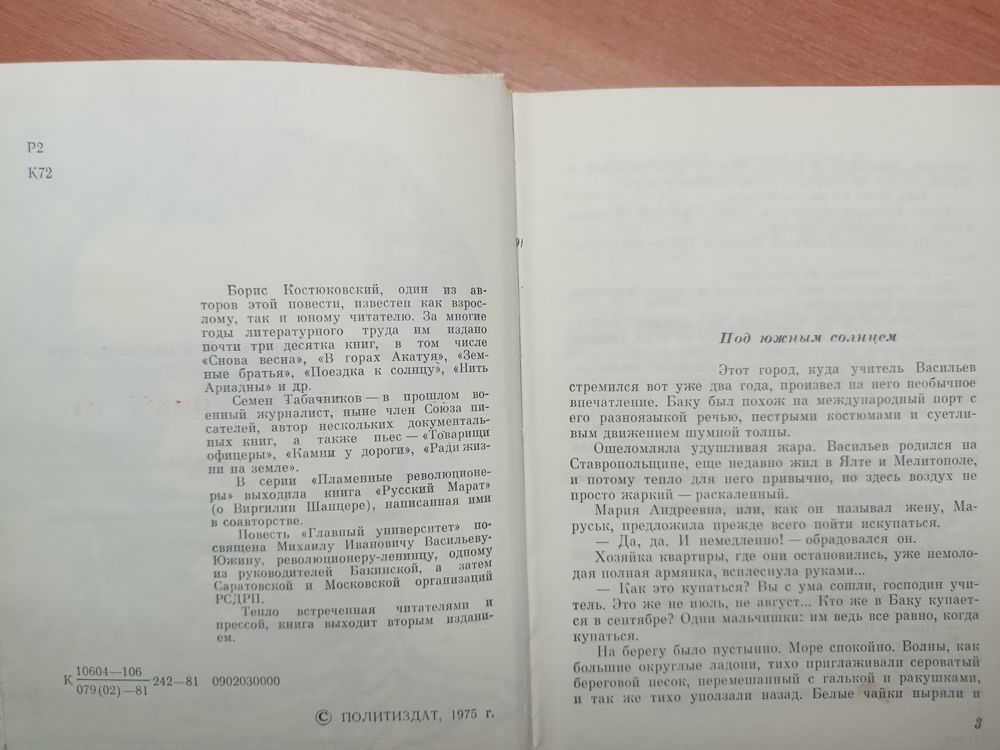 Р2
К72
Борис Костюковский, один из ав-
торов этой повести, известен как взрос-
лому, так и юному читателю. За многие
годы литературного труда им издано
почти три десятка книг, в том числе
«Снова весна», «В горах Акатуя», «Зем-
ные братья», «Поездка к солнцу», «Нить
Ариадны» и др.
Семен Табачников — в прошлом во-
енный журналист, ныне член Союза пи-
сателей, автор нескольких документаль-
ных книг, а также пьес — «Товарищи
офицеры», «Камни у дороги», «Ради жиз-
ни на земле».
В серии «Пламенные революционе-
ры» выходила книга «Русский Марат»
(о Виргилии Шанцере), написанная ими
в соавторстве.
Повесть «Главный университет» по-
священа Михаилу Ивановичу Васильеву-
Южину, революционеру-ленинцу, одному
из руководителей Бакинской, а затем
Саратовской и Московской организаций
РСДРП.
Тепло встреченная читателями и
прессой, книга выходит вторым издани-
ем.
К 10604—106
079(02)—81 242—81 0902030000
© ПОЛИТИЗДАТ, 1975 г.
Под южным солнцем
Этот город, куда учитель Васильев
стремился вот уже два года, произвел на него необычное
впечатление. Баку был похож на международный порт с
его разноязыкой речью, пестрыми костюмами и суетли-
вым движением шумной толпы.
Ошеломляла удушливая жара. Васильев родился на
Ставропольщине, еще недавно жил в Ялте и Мелитополе,
и потому тепло для него привычно, но здесь воздух не
просто жаркий — раскаленный.
Мария Андреевна, или, как он называл жену, Ма-
руськ, предложила прежде всего пойти искупаться.
— Да, да. И немедленно! — обрадовался он.
Хозяйка квартиры, где они остановились, уже немоло-
дая полная армянка, всплеснула руками...
— Как это купаться? Вы с ума сошли, господин учи-
тель. Это же не июль, не август... Кто же в Баку купает-
ся в сентябре? Одни мальчишки: им ведь все равно, когда
купаться.
На берегу было пустынно. Море спокойно. Волны, как
большие округлые ладони, тихо приглаживали сероватый
береговой песок, перемешанный с галькой и ракушками,
и так же тихо уползали назад. Белые чайки ныряли и
3